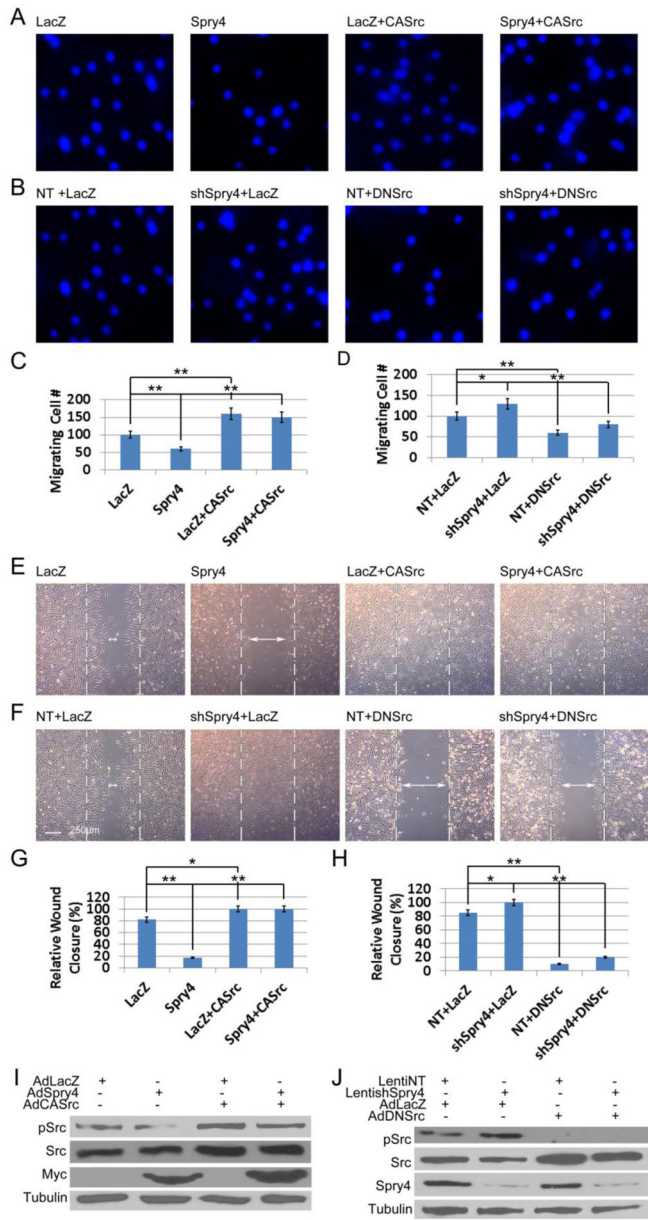 A
LacZ Spry4 LacZ+CASrc Spry4+CASrc
B
NT +LacZ shSpry4+LacZ NT+DNSrc shSpry4+DNSrc
C
Migrating Cell #
** 
** **
200
150
100
50
0
LacZ Spry4 LacZ+CASrc Spry4+CASrc
D
Migrating Cell #
**
* **
200
150
100
50
0
NT+LacZ shSpry4+LacZ NT+DNSrc shSpry4+DNSrc
E
LacZ Spry4 LacZ+CASrc Spry4+CASrc
F
NT+LacZ shSpry4+LacZ NT+DNSrc shSpry4+DNSrc
250μm
G
Relative Wound
Closure (%)
*
** **
120
100
80
60
40
20
0
LacZ Spry4 LacZ+CASrc Spry4+CASrc
H
Relative Wound
Closure (%)
**
* **
120
100
80
60
40
20
0
NT+LacZ shSpry4+LacZ NT+DNSrc shSpry4+DNSrc
I
AdLacZ + - + -
AdSpry4 - + - +
AdCASrc - - + +
pSrc
Src
Myc
Tubulin
J
LentiNT + - + -
LentishSpry4 - + - +
AdLacZ + + - -
AdDNSrc - - + +
pSrc
Src
Spry4
Tubulin